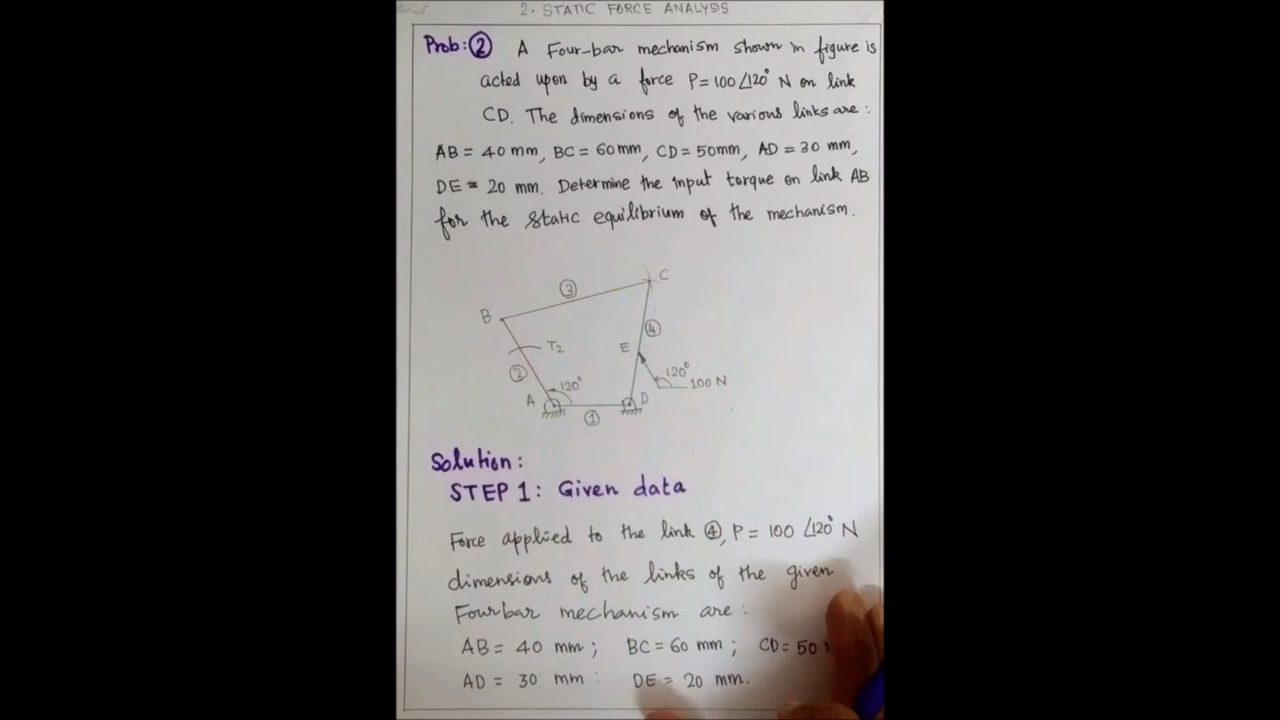 2. STATIC FORCE ANALYSIS
Prob: ② A Four-bar mechanism shown in figure is
acted upon by a force P = 100∠120° N on link
CD. The dimensions of the various links are:
AB = 40 mm, BC = 60mm, CD = 50mm, AD = 30 mm,
DE = 20 mm. Determine the input torque on link AB
for the static equilibrium of the mechanism.
C
③
B
④
T2
E
②
120°
120°
100 N
A
D
①
Solution:
STEP 1: Given data
Force applied to the link ④, P = 100 ∠120° N
dimensions of the links of the given
Fourbar mechanism are:
AB = 40 mm; BC = 60 mm; CD = 50
AD = 30 mm: DE = 20 mm.